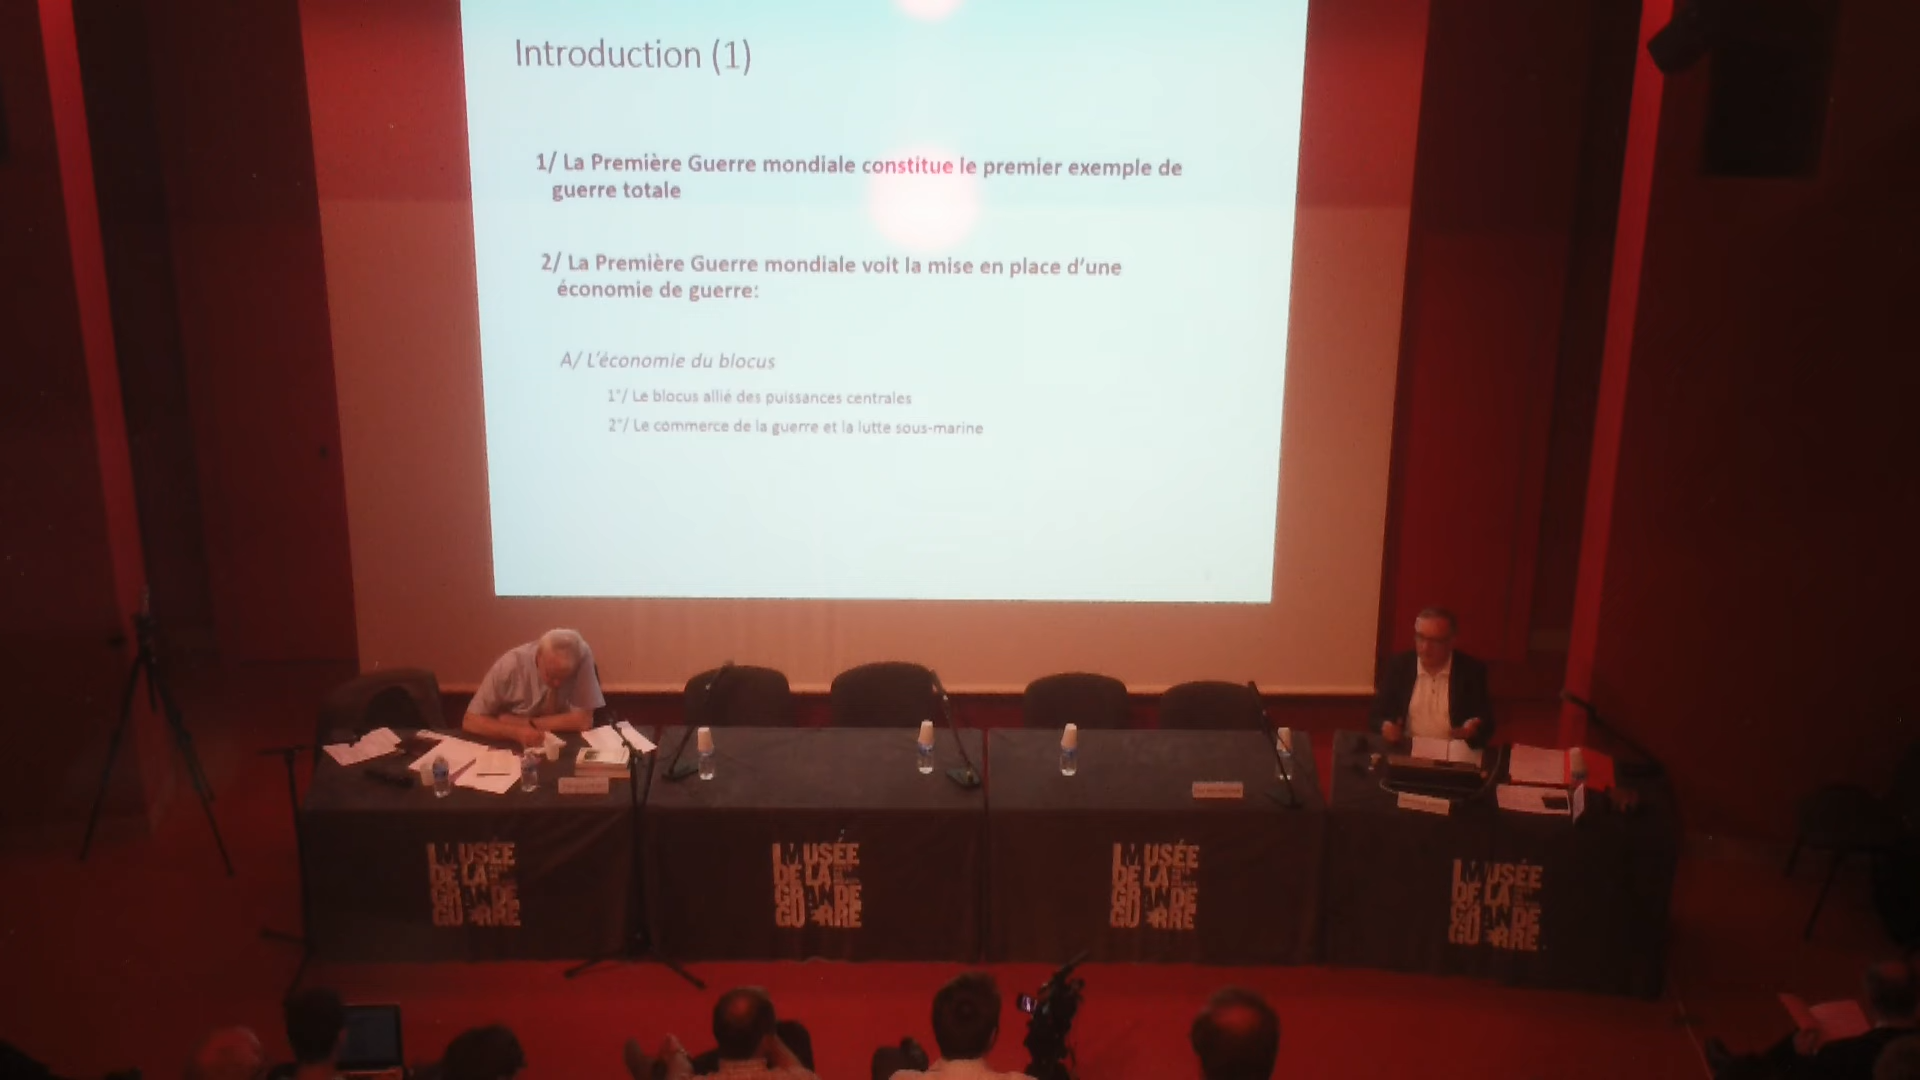 Introduction (1)
1/ La Première Guerre mondiale constitue le premier exemple de
guerre totale
2/ La Première Guerre mondiale voit la mise en place d'une
économie de guerre:
A/ L'économie du blocus
1°/ Le blocus allié des puissances centrales
2°/ Le commerce de la guerre et la lutte sous-marine
MUSÉE
DE LA
GRANDE
GUERRE
MUSÉE
DE LA
GRANDE
GUERRE
MUSÉE
DE LA
GRANDE
GUERRE
MUSÉE
DE LA
GRANDE
GUERRE